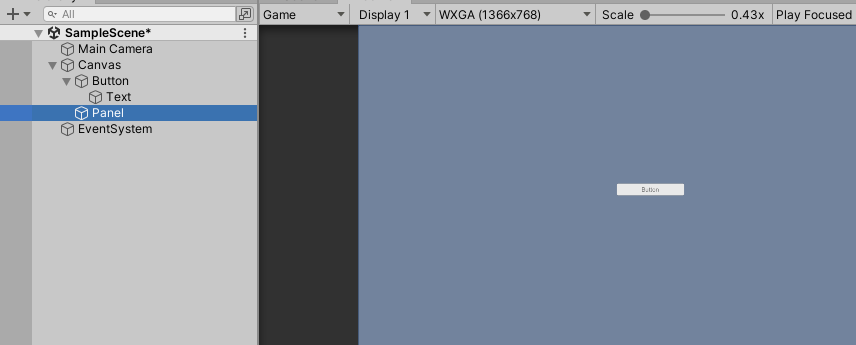 All
SampleScene*
Main Camera
Canvas
Button
Text
Panel
EventSystem
Game Display 1 WXGA (1366x768) Scale 0.43x Play Focused
Button